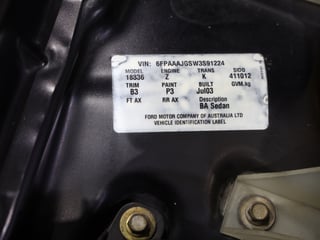 VIN: 6FPAAAJGSW3S91224
MODEL ENGINE TRANS SIDO
18336 Z K 411012
TRIM PAINT BUILT GVM.kg
B3 P3 Jul03
FT AX RR AX Description
BA Sedan
FORD MOTOR COMPANY OF AUSTRALIA LTD
VEHICLE IDENTIFICATION LABEL